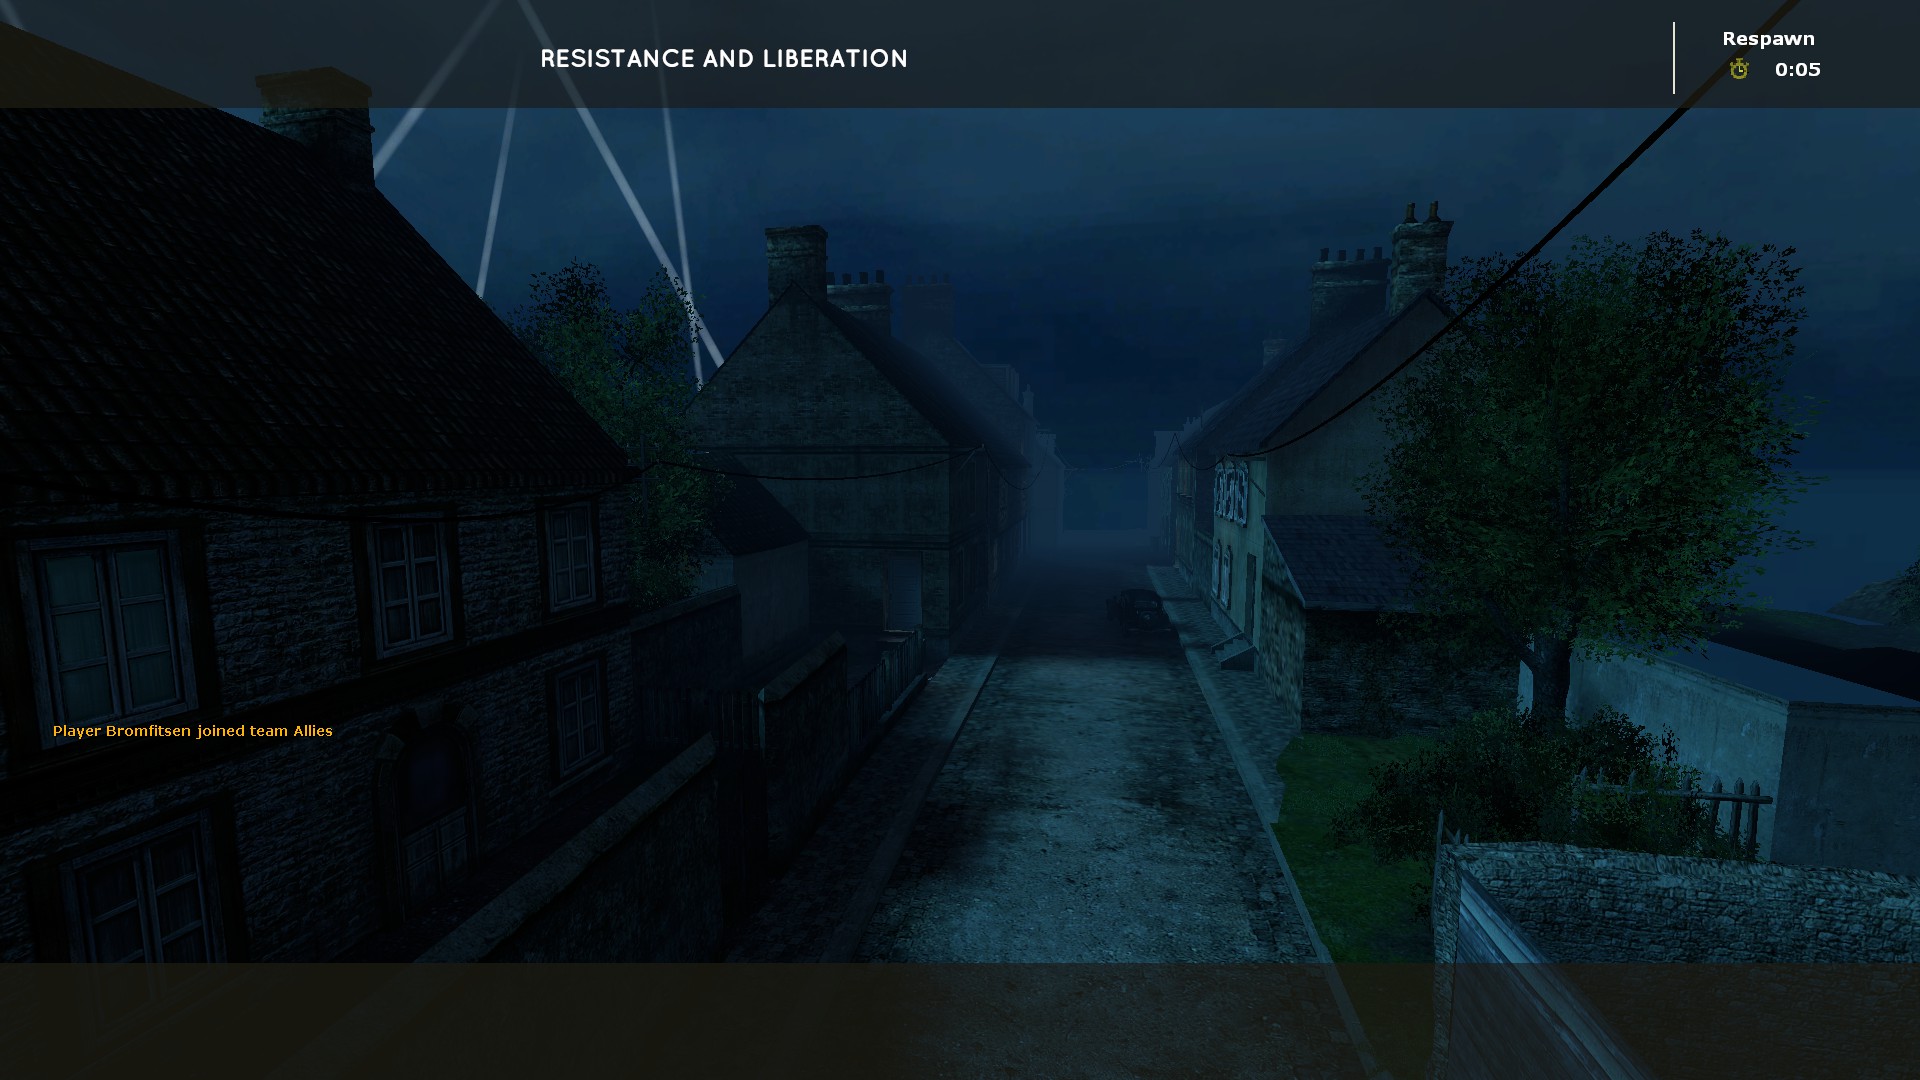 RESISTANCE AND LIBERATION
Respawn
0:05
Player Bromfitsen joined team Allies